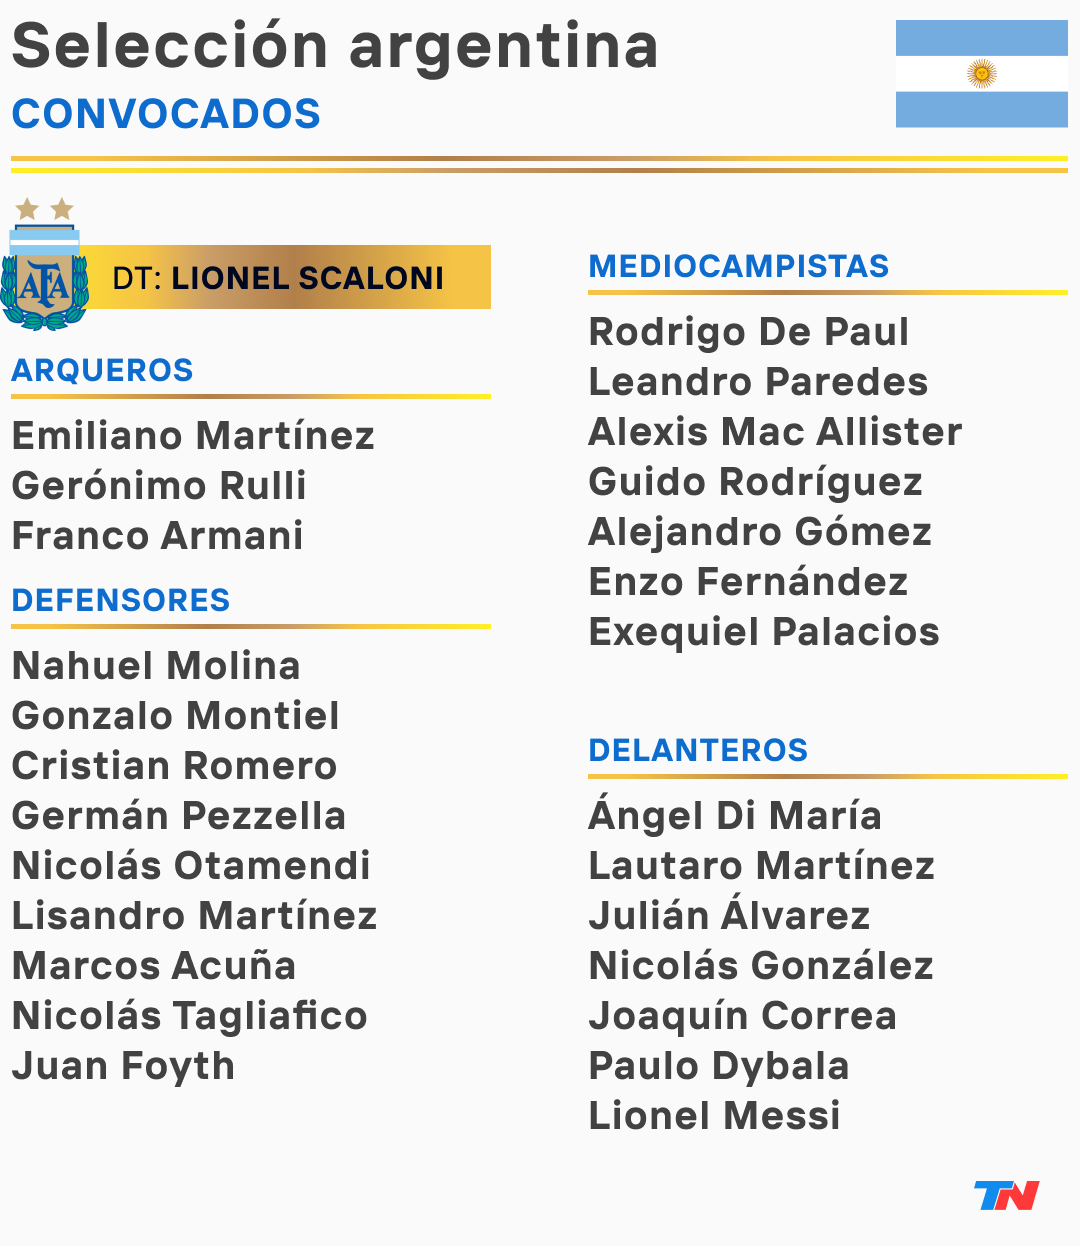 Selección argentina
CONVOCADOS
AFA
DT: LIONEL SCALONI
ARQUEROS
Emiliano Martínez
Gerónimo Rulli
Franco Armani
DEFENSORES
Nahuel Molina
Gonzalo Montiel
Cristian Romero
Germán Pezzella
Nicolás Otamendi
Lisandro Martínez
Marcos Acuña
Nicolás Tagliafico
Juan Foyth
MEDIOCAMPISTAS
Rodrigo De Paul
Leandro Paredes
Alexis Mac Allister
Guido Rodríguez
Alejandro Gómez
Enzo Fernández
Exequiel Palacios
DELANTEROS
Ángel Di María
Lautaro Martínez
Julián Álvarez
Nicolás González
Joaquín Correa
Paulo Dybala
Lionel Messi
TN